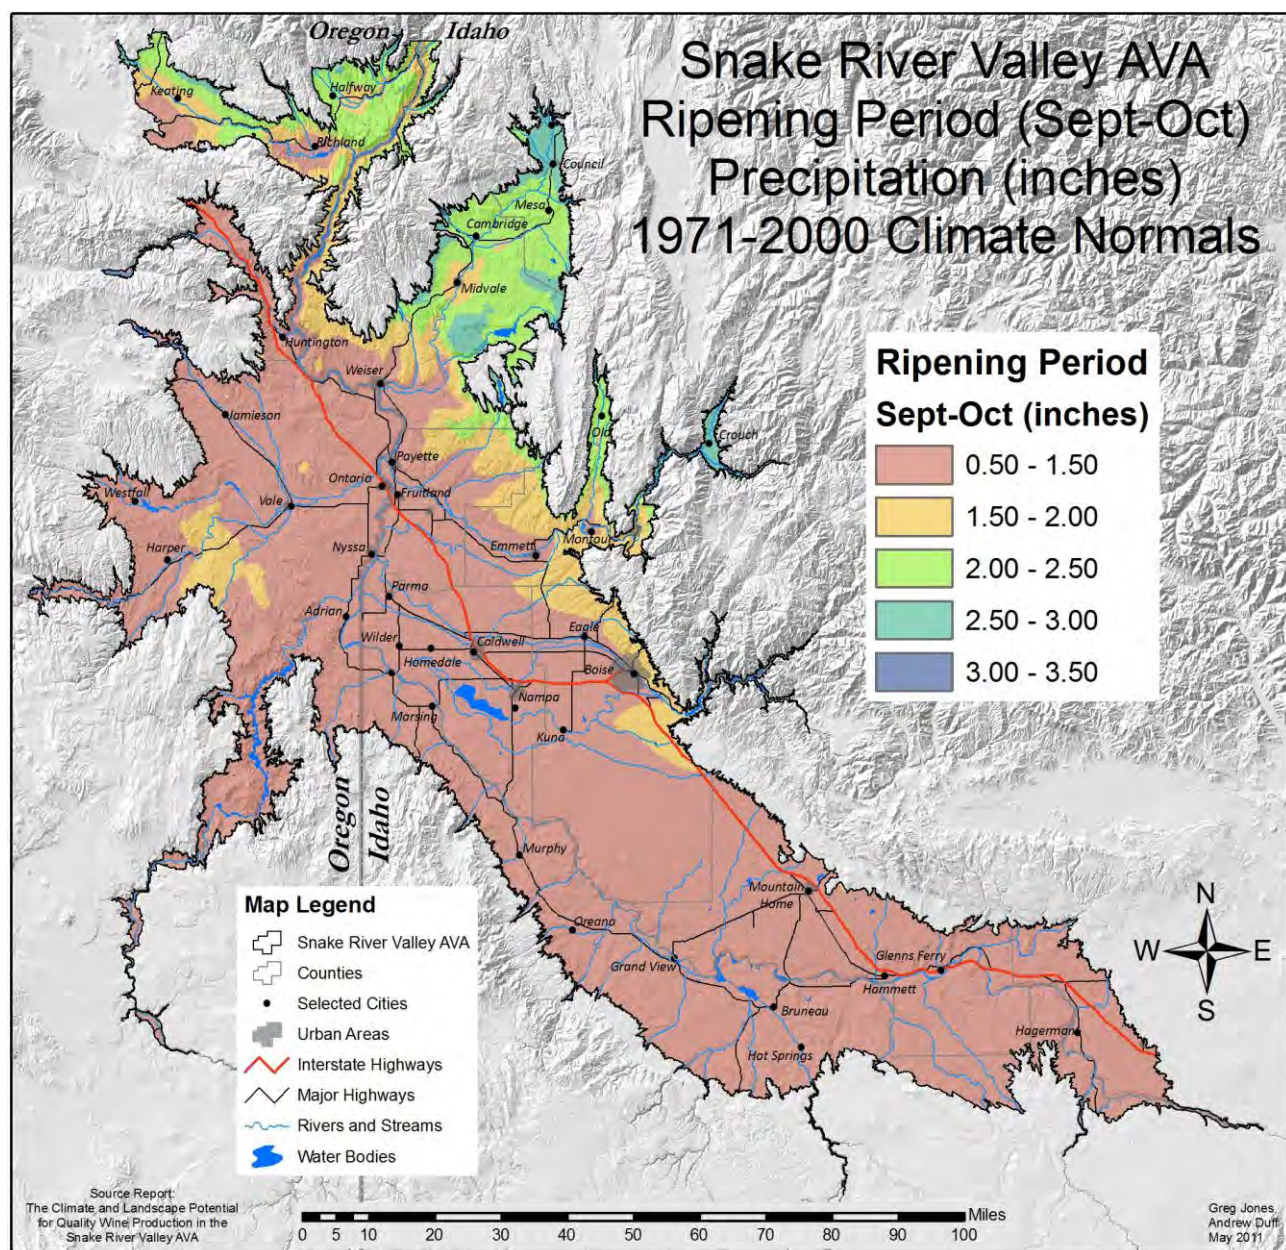 Oregon Idaho
Snake River Valley AVA
Ripening Period (Sept-Oct)
Precipitation (inches)
1971-2000 Climate Normals
Keating
Halfway
Richland
Council
Mesa
Cambridge
Midvale
Huntington
Weiser
Jamieson
Old
Crouch
Payette
Ontario
Fruitland
Westfall
Vale
Harper
Nyssa
Emmett
Montour
Parma
Adrian
Wilder
Homedale
Caldwell
Eagle
Boise
Marsing
Nampa
Kuna
Oregon
Idaho
Murphy
Oreana
Grand View
Mountain
Home
Glenns Ferry
Hammett
Bruneau
Hot Springs
Hagerman
Ripening Period
Sept-Oct (inches)
0.50 - 1.50
1.50 - 2.00
2.00 - 2.50
2.50 - 3.00
3.00 - 3.50
Map Legend
Snake River Valley AVA
Counties
Selected Cities
Urban Areas
Interstate Highways
Major Highways
Rivers and Streams
Water Bodies
N
W E
S
Source Report:
The Climate and Landscape Potential
for Quality Wine Production in the
Snake River Valley AVA
Miles
0 5 10 20 30 40 50 60 70 80 90 100
Greg Jones
Andrew Duff
May 2011